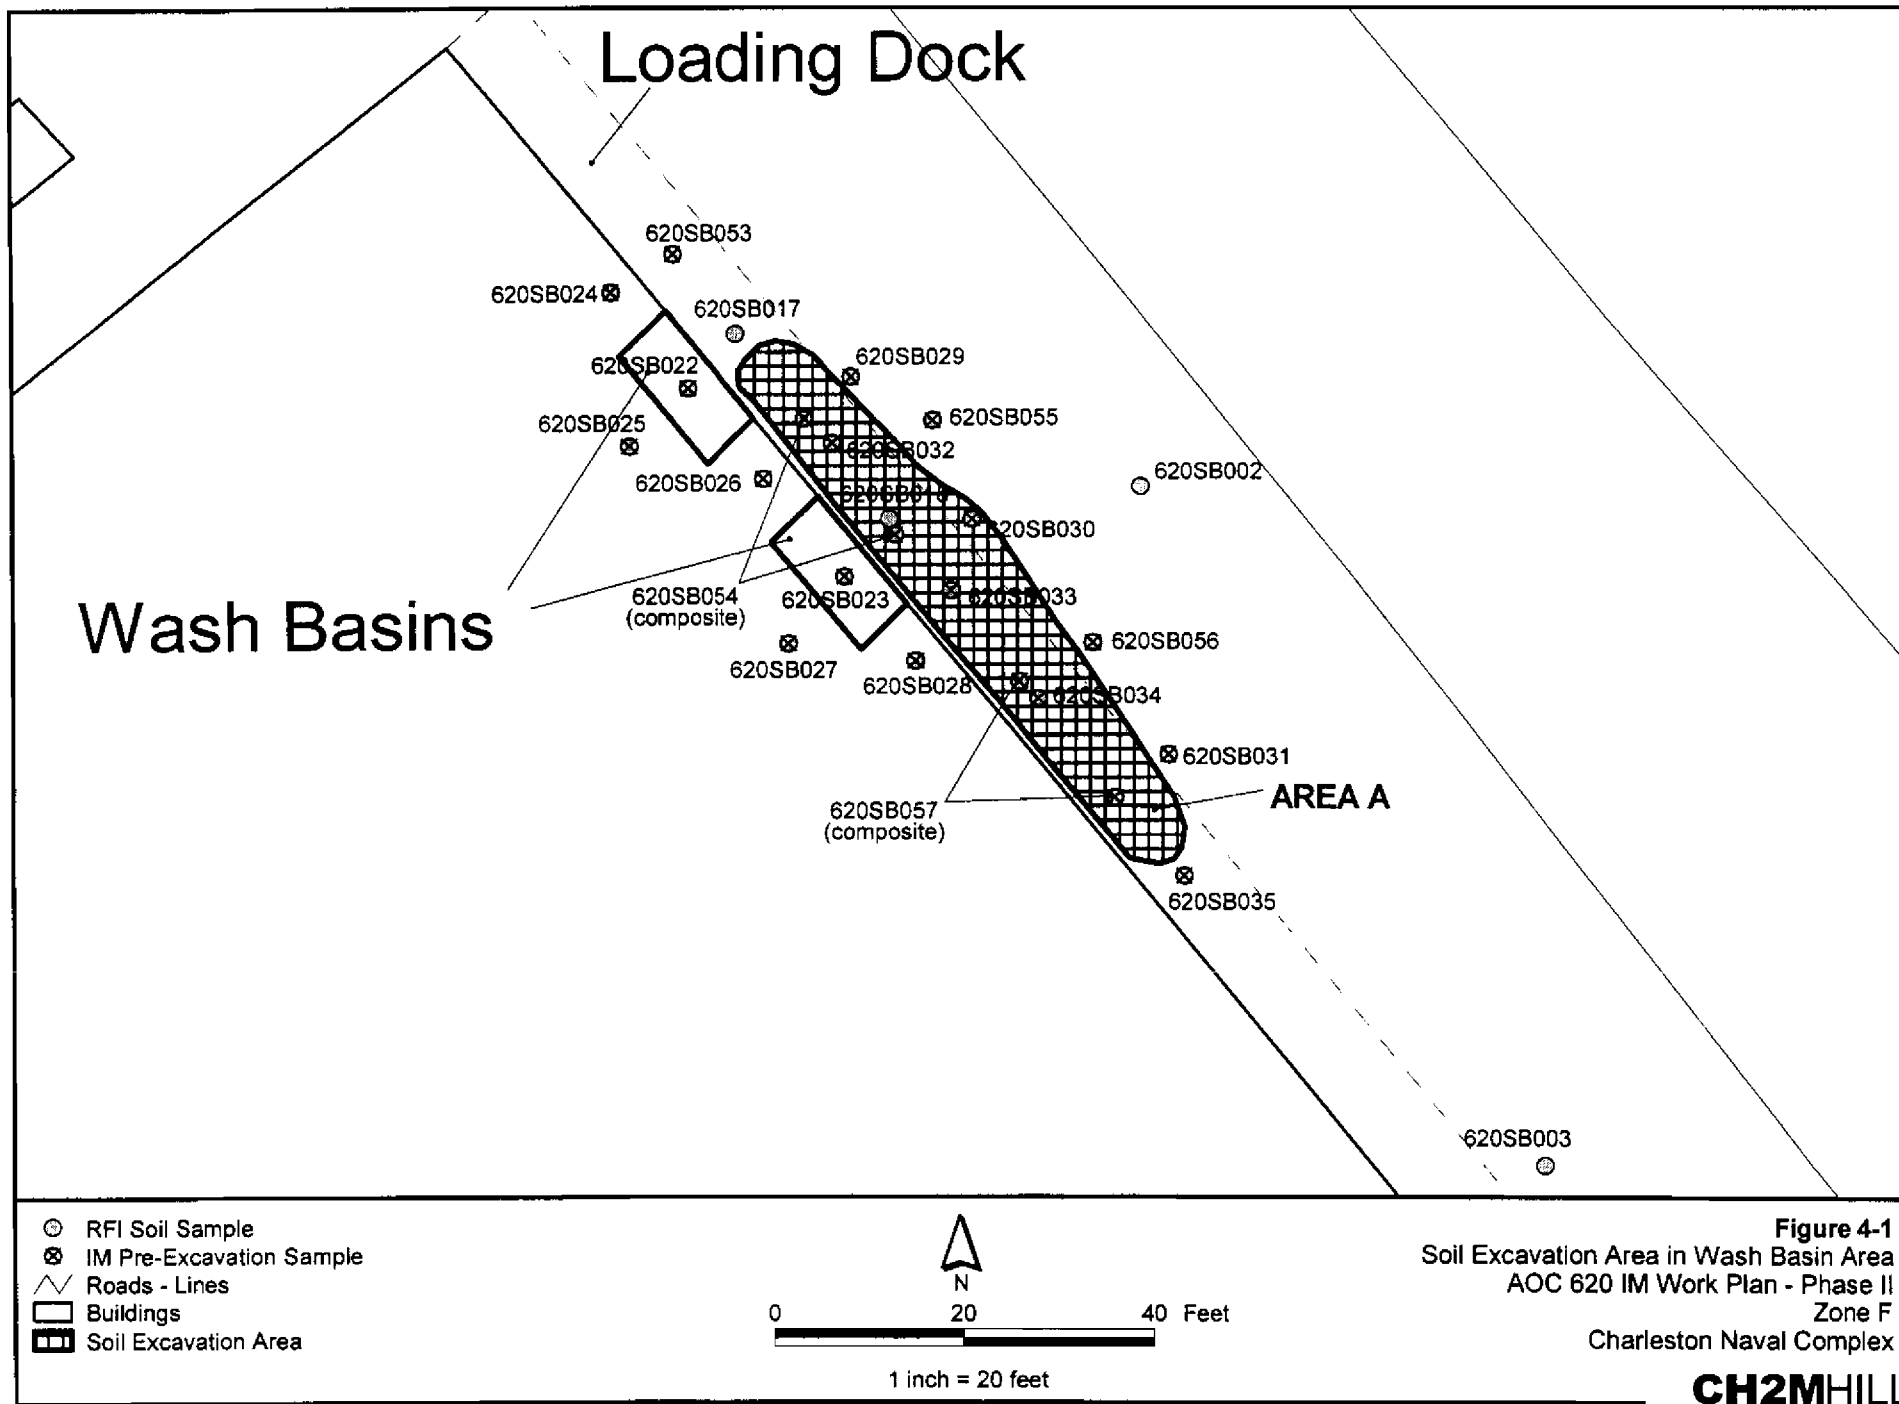 Loading Dock
620SB053
620SB024
620SB017
620SB022
620SB029
620SB025
620SB055
620SB032
620SB026
620SB002
620SB030
620SB054
(composite)
620SB023
620SB033
Wash Basins
620SB056
620SB027
620SB028
620SB034
620SB031
AREA A
620SB057
(composite)
620SB035
620SB003
RFI Soil Sample
IM Pre-Excavation Sample
Roads - Lines
Buildings
Soil Excavation Area
N
0 20 40 Feet
1 inch = 20 feet
Figure 4-1
Soil Excavation Area in Wash Basin Area
AOC 620 IM Work Plan - Phase II
Zone F
Charleston Naval Complex
CH2MHILL